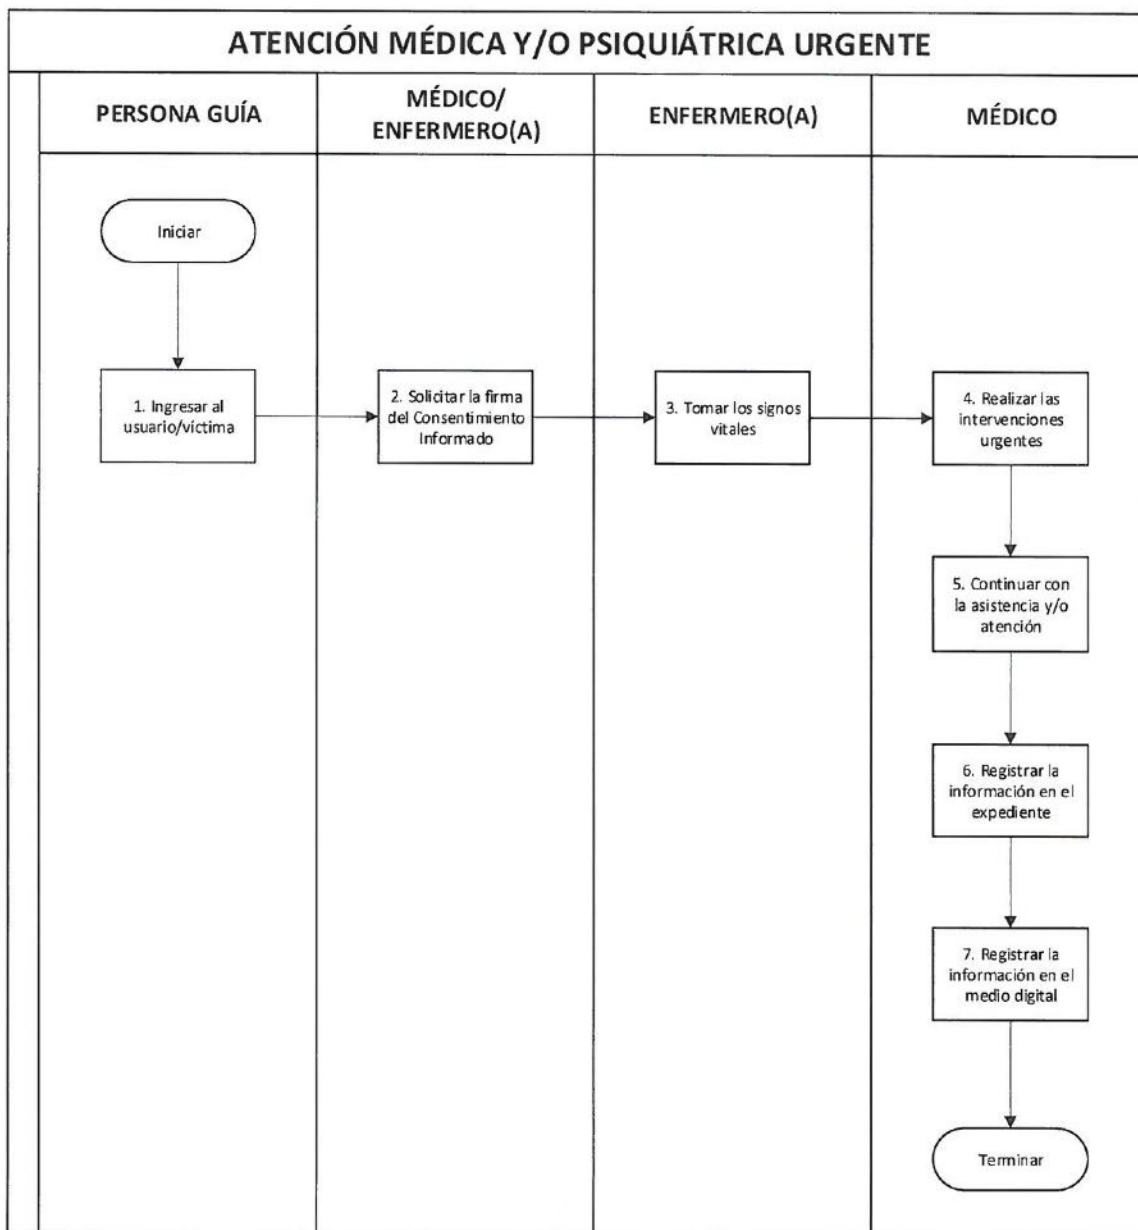 ATENCIÓN MÉDICA Y/O PSIQUIÁTRICA URGENTE
PERSONA GUÍA
MÉDICO/
ENFERMERO(A)
ENFERMERO(A)
MÉDICO
Iniciar
1. Ingresar al
usuario/víctima
2. Solicitar la firma
del Consentimiento
Informado
3. Tomar los signos
vitales
4. Realizar las
intervenciones
urgentes
5. Continuar con
la asistencia y/o
atención
6. Registrar la
información en el
expediente
7. Registrar la
información en el
medio digital
Terminar